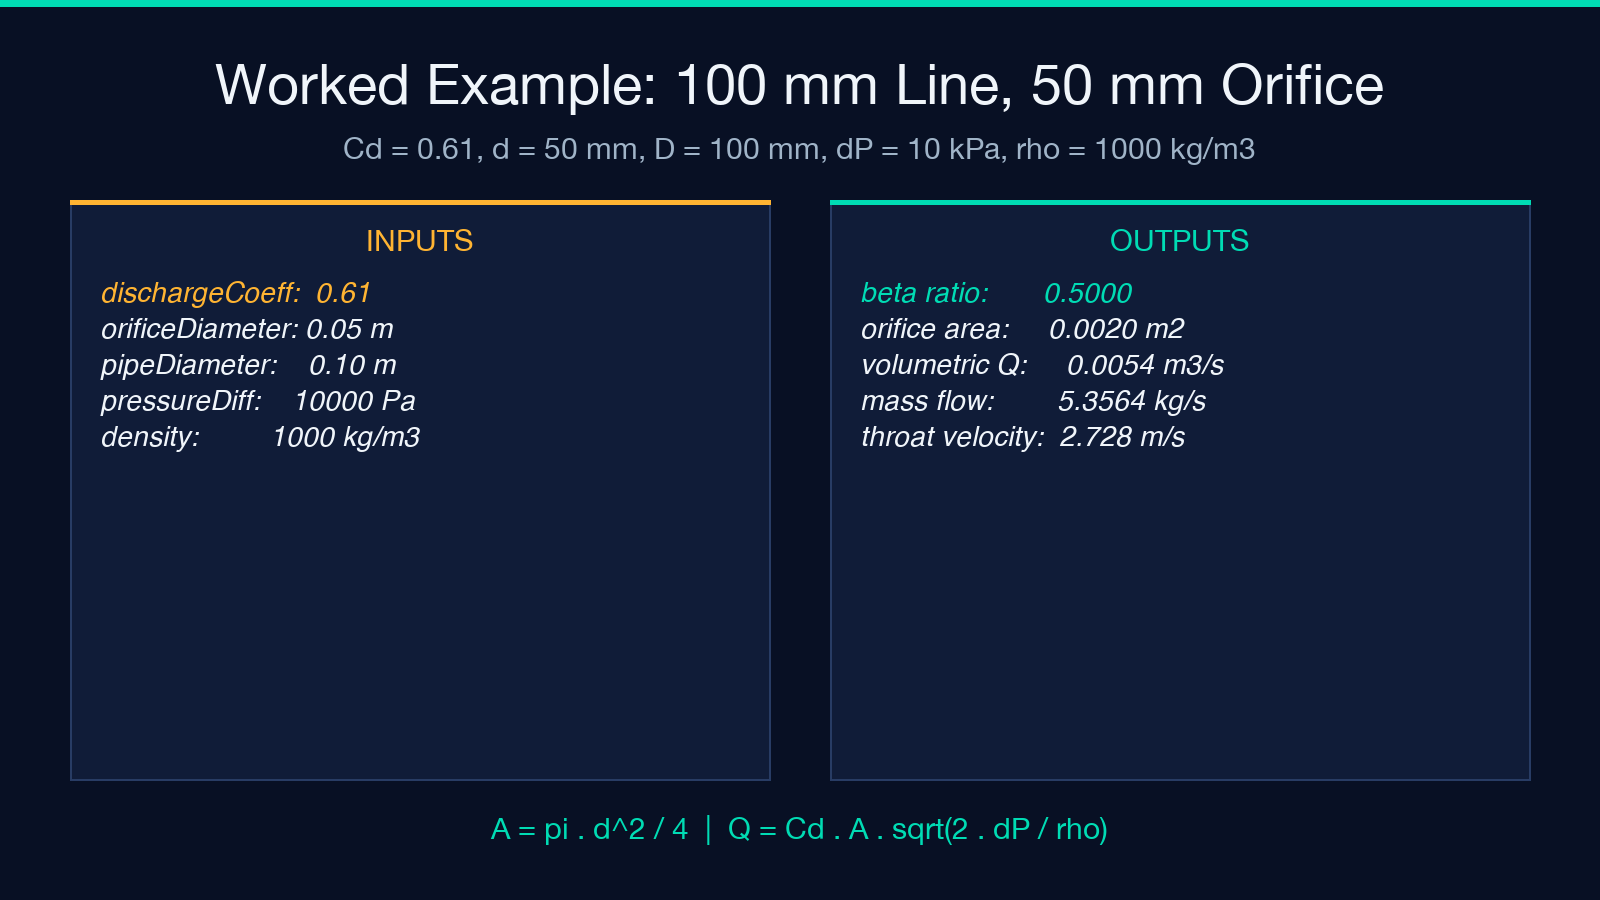 Worked Example: 100 mm Line, 50 mm Orifice
Cd = 0.61, d = 50 mm, D = 100 mm, dP = 10 kPa, rho = 1000 kg/m3
INPUTS
dischargeCoeff: 0.61
orificeDiameter: 0.05 m
pipeDiameter: 0.10 m
pressureDiff: 10000 Pa
density: 1000 kg/m3
OUTPUTS
beta ratio: 0.5000
orifice area: 0.0020 m2
volumetric Q: 0.0054 m3/s
mass flow: 5.3564 kg/s
throat velocity: 2.728 m/s
A = pi . d^2 / 4 | Q = Cd . A . sqrt(2 . dP / rho)